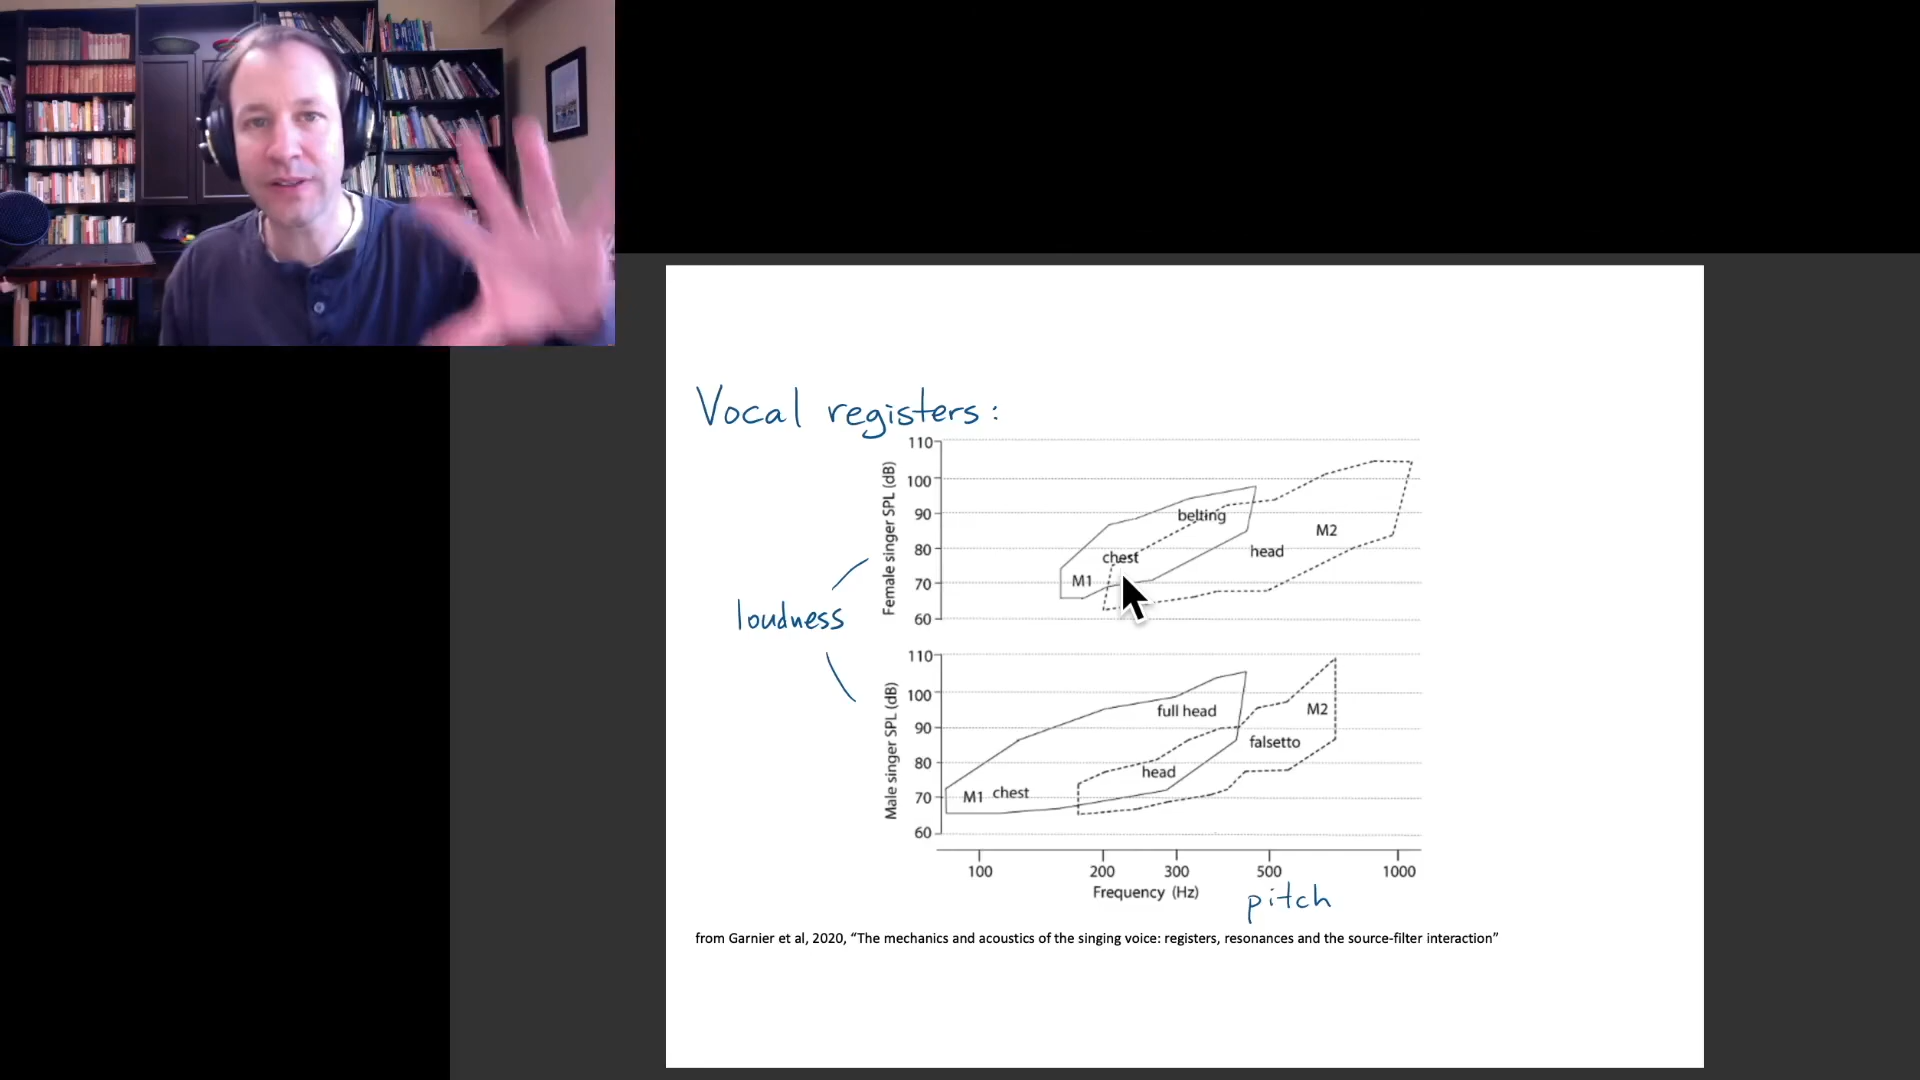 Vocal registers:
110
100
90
80
70
60
Female singer SPL (dB)
belting
M2
chest
head
M1
loudness
110
100
90
80
70
60
Male singer SPL (dB)
full head
M2
falsetto
head
M1 chest
100 200 300 500 1000
Frequency (Hz)
pitch
from Garnier et al, 2020, “The mechanics and acoustics of the singing voice: registers, resonances and the source-filter interaction”